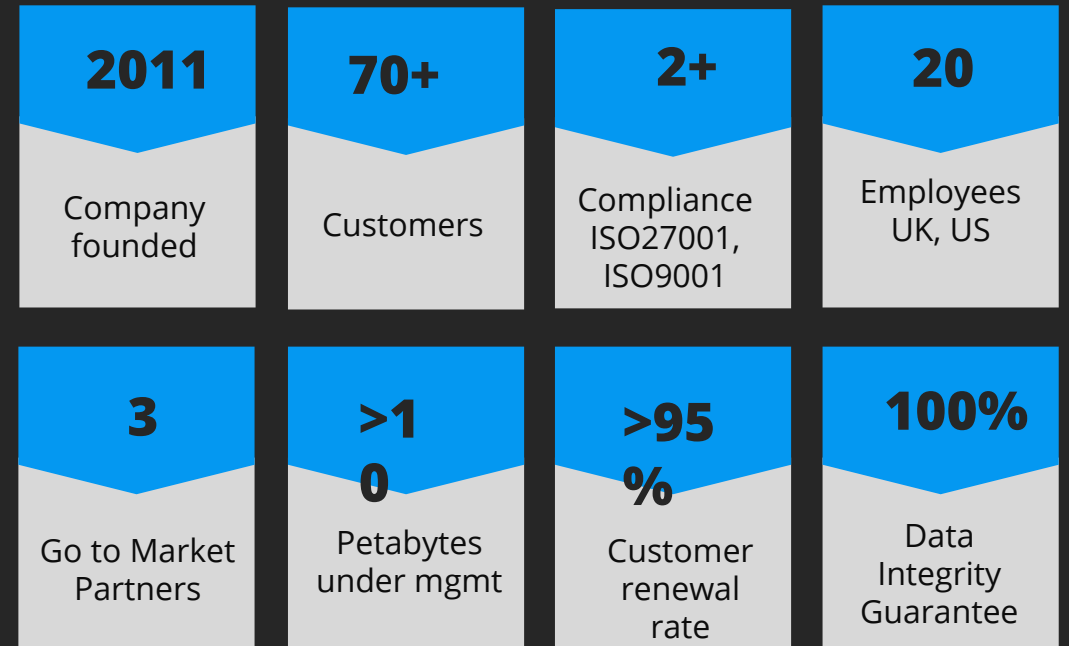 2011
Company
founded
70+
Customers
2+
Compliance
ISO27001,
ISO9001
20
Employees
UK, US
3
Go to Market
Partners
>1
0
Petabytes
under mgmt
>95
%
Customer
renewal
rate
100%
Data
Integrity
Guarantee